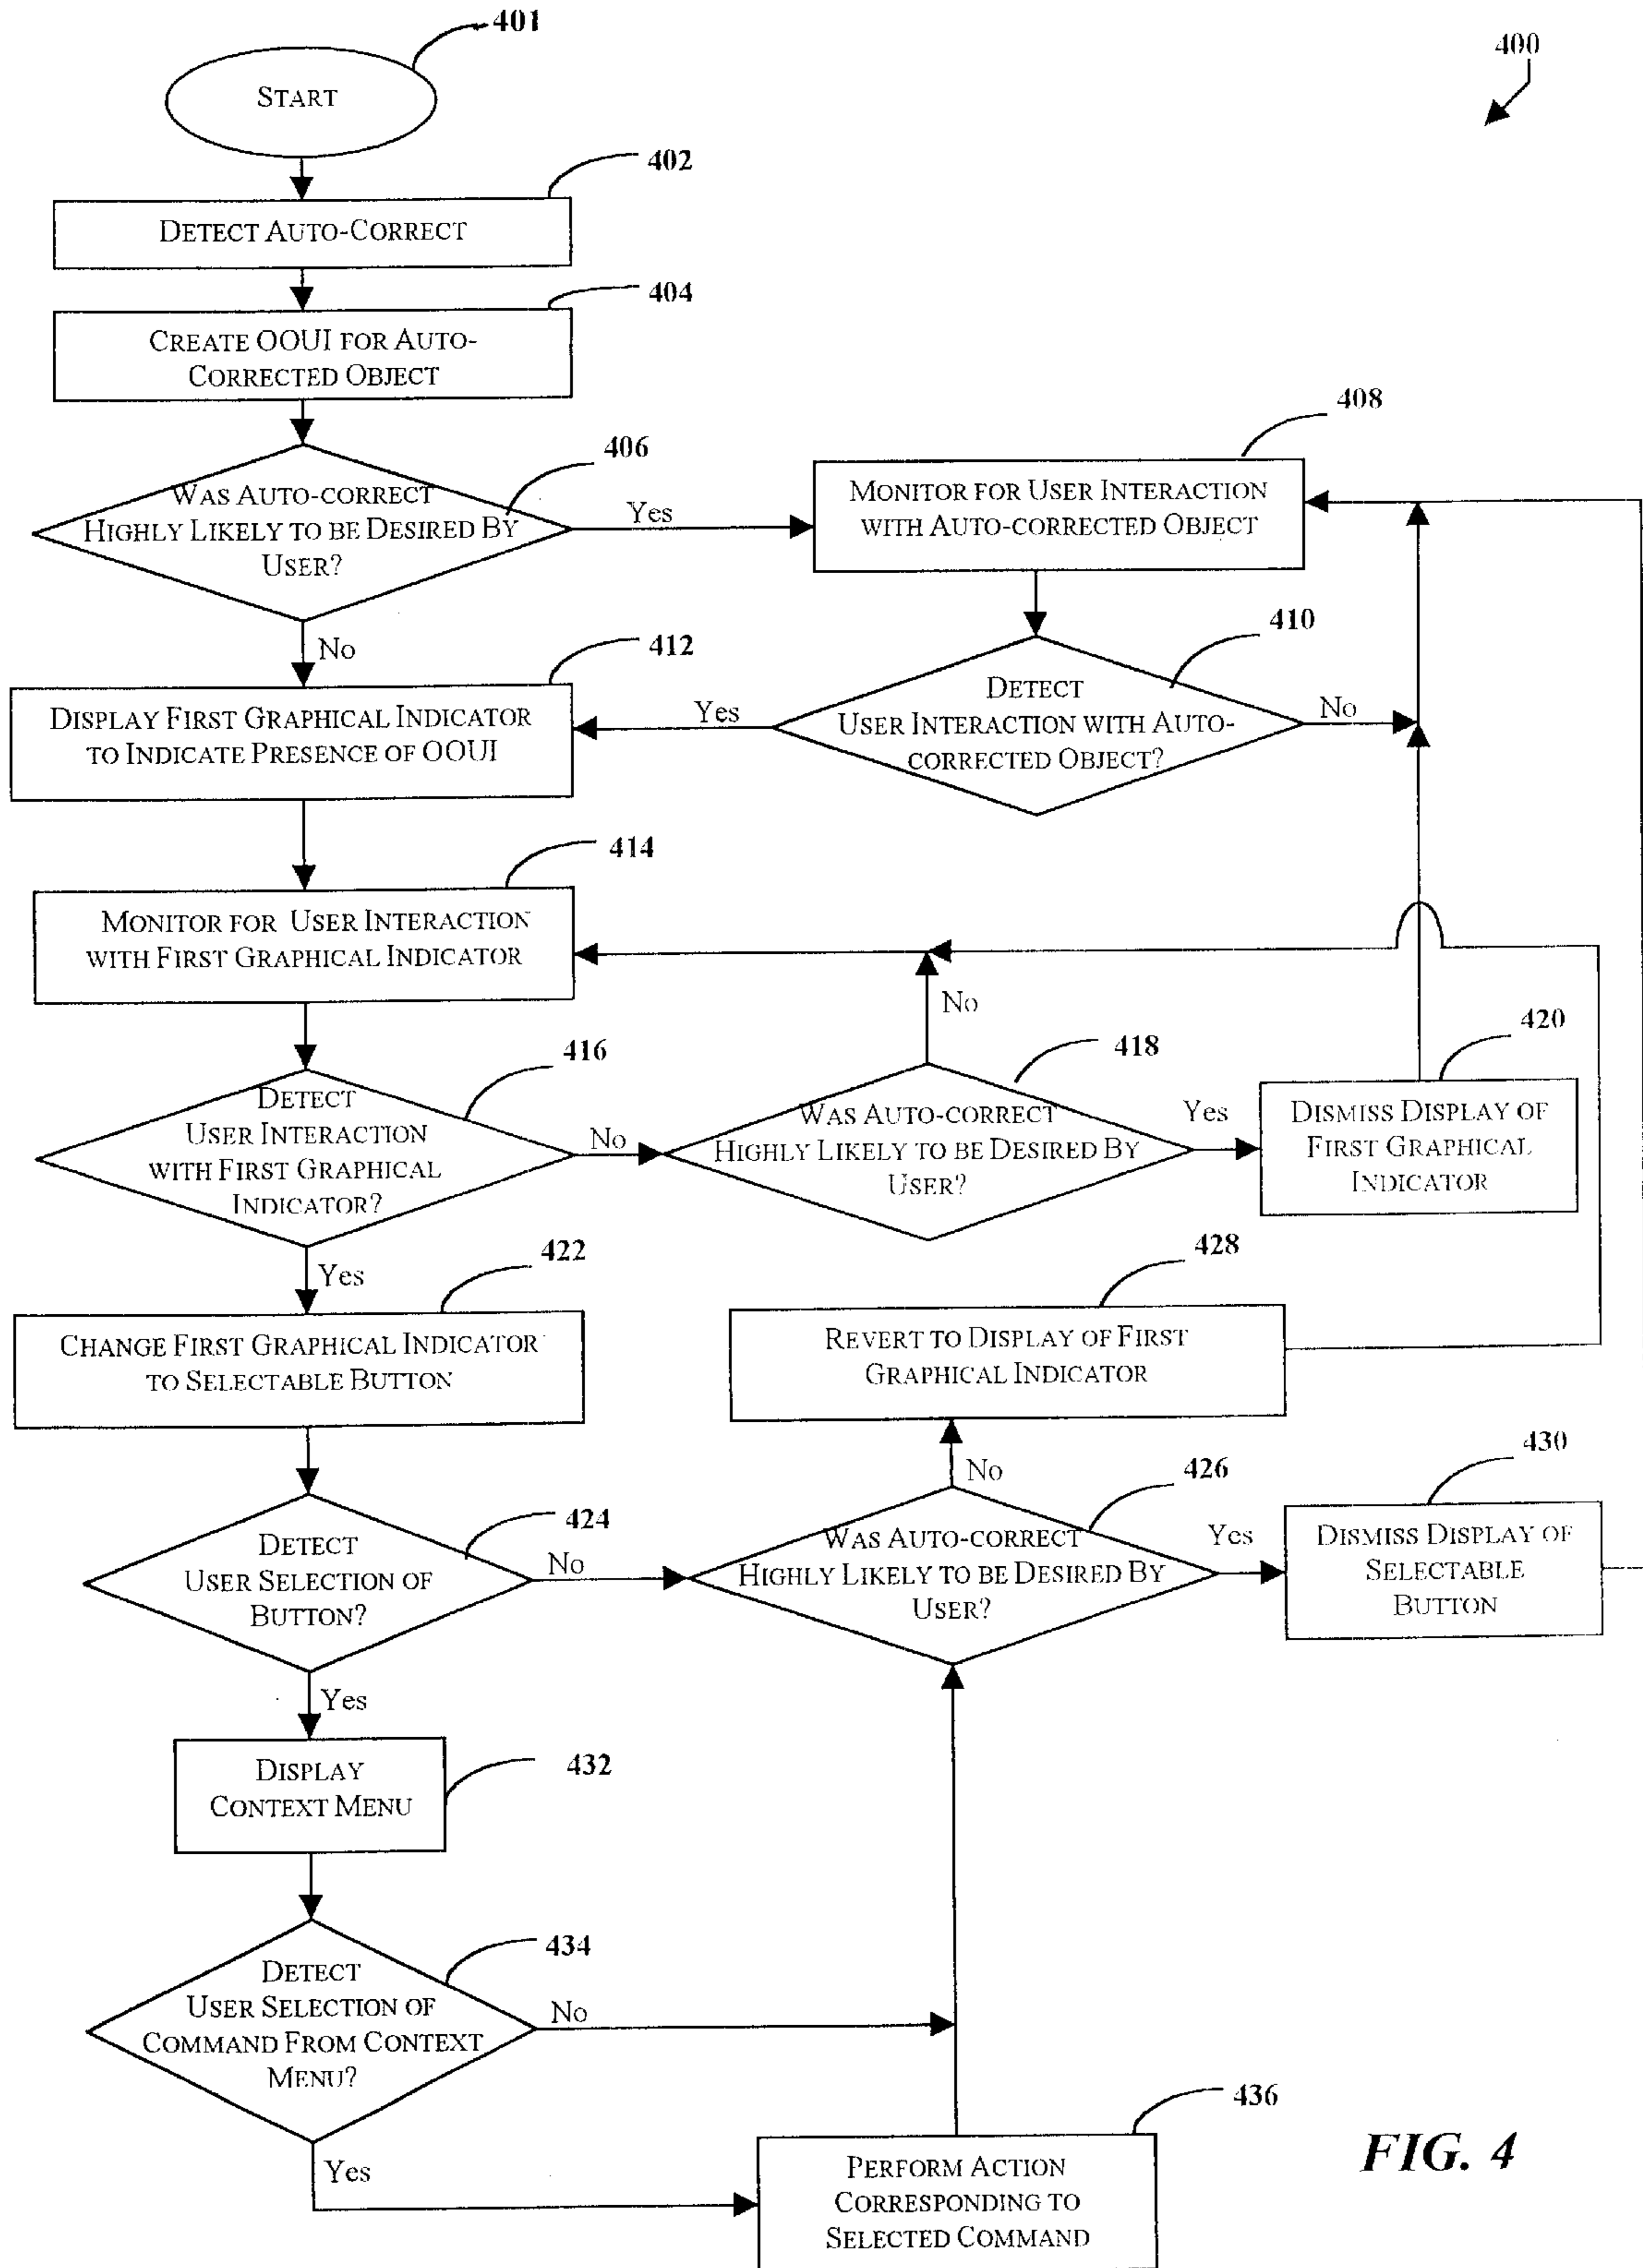 401
400
START
402
DETECT AUTO-CORRECT
404
CREATE OOUI FOR AUTO-
CORRECTED OBJECT
406
WAS AUTO-CORRECT
HIGHLY LIKELY TO BE DESIRED BY
USER?
Yes
No
408
MONITOR FOR USER INTERACTION
WITH AUTO-CORRECTED OBJECT
410
DETECT
USER INTERACTION WITH AUTO-
CORRECTED OBJECT?
Yes
No
412
DISPLAY FIRST GRAPHICAL INDICATOR
TO INDICATE PRESENCE OF OOUI
414
MONITOR FOR USER INTERACTION
WITH FIRST GRAPHICAL INDICATOR
416
DETECT
USER INTERACTION
WITH FIRST GRAPHICAL
INDICATOR?
No
Yes
418
WAS AUTO-CORRECT
HIGHLY LIKELY TO BE DESIRED BY
USER?
No
Yes
420
DISMISS DISPLAY OF
FIRST GRAPHICAL
INDICATOR
422
CHANGE FIRST GRAPHICAL INDICATOR
TO SELECTABLE BUTTON
428
REVERT TO DISPLAY OF FIRST
GRAPHICAL INDICATOR
424
DETECT
USER SELECTION OF
BUTTON?
No
Yes
426
WAS AUTO-CORRECT
HIGHLY LIKELY TO BE DESIRED BY
USER?
No
Yes
430
DISMISS DISPLAY OF
SELECTABLE
BUTTON
432
DISPLAY
CONTEXT MENU
434
DETECT
USER SELECTION OF
COMMAND FROM CONTEXT
MENU?
No
Yes
436
PERFORM ACTION
CORRESPONDING TO
SELECTED COMMAND
FIG. 4